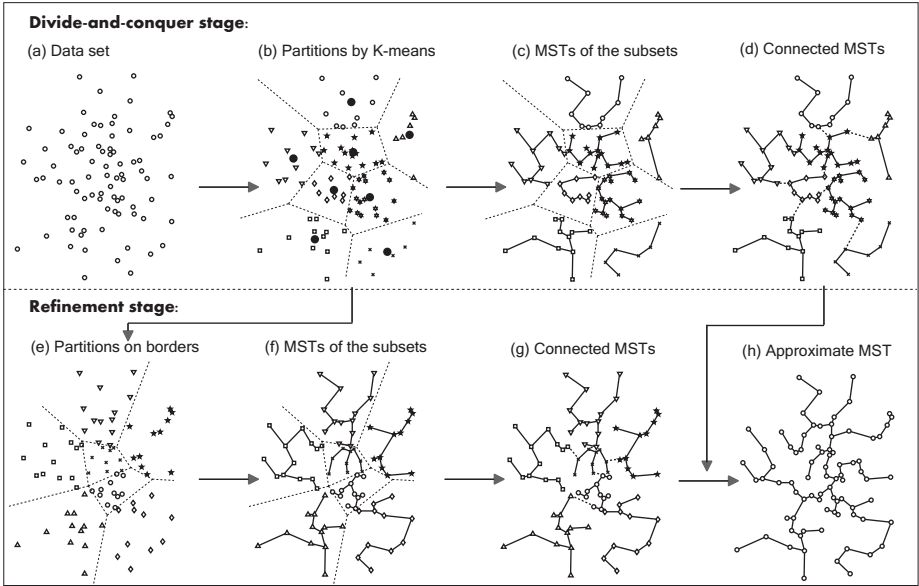 Divide-and-conquer stage:
(a) Data set
(b) Partitions by K-means
(c) MSTs of the subsets
(d) Connected MSTs
Refinement stage:
(e) Partitions on borders
(f) MSTs of the subsets
(g) Connected MSTs
(h) Approximate MST